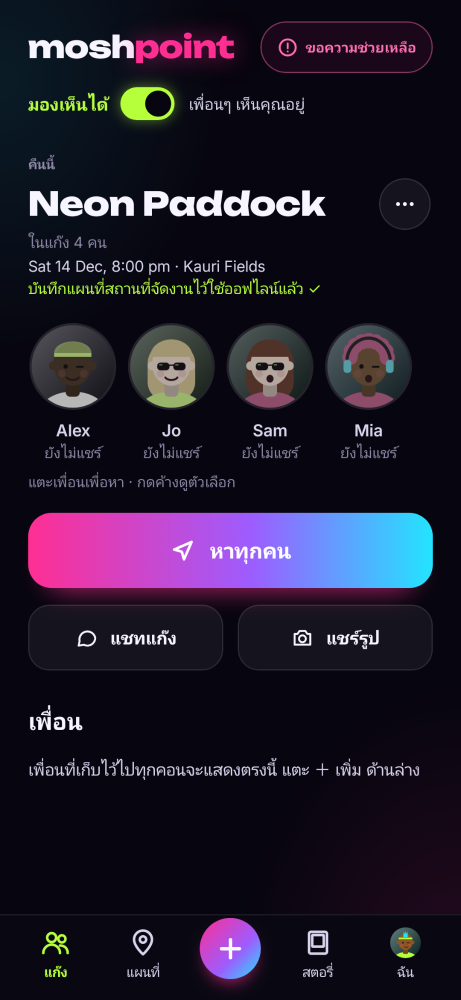 moshpoint
ขอความช่วยเหลือ
มองเห็นได้
เพื่อนๆ เห็นคุณอยู่
คืนนี้
Neon Paddock
ในแก๊ง 4 คน
Sat 14 Dec, 8:00 pm · Kauri Fields
บันทึกแผนที่สถานที่จัดงานไว้ใช้ออฟไลน์แล้ว ✓
Alex
Jo
Sam
Mia
ยังไม่แชร์
ยังไม่แชร์
ยังไม่แชร์
ยังไม่แชร์
แตะเพื่อนเพื่อหา · กดค้างดูตัวเลือก
หาทุกคน
แชทแก๊ง
แชร์รูป
เพื่อน
เพื่อนที่เก็บไว้ไปทุกคอนจะแสดงตรงนี้ แตะ + เพิ่ม ด้านล่าง
แก๊ง
แผนที่
สตอรี่
ฉัน